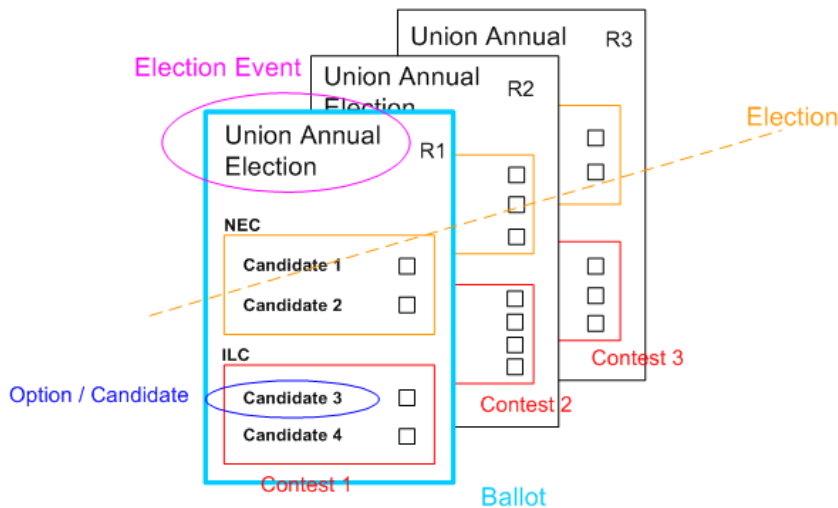 Union Annual
R3
Election Event
Union Annual
Election
R2
Election
Union Annual
Election
R1
NEC
Candidate 1
Candidate 2
ILC
Contest 3
Option / Candidate
Candidate 3
Contest 2
Candidate 4
Contest 1
Ballot